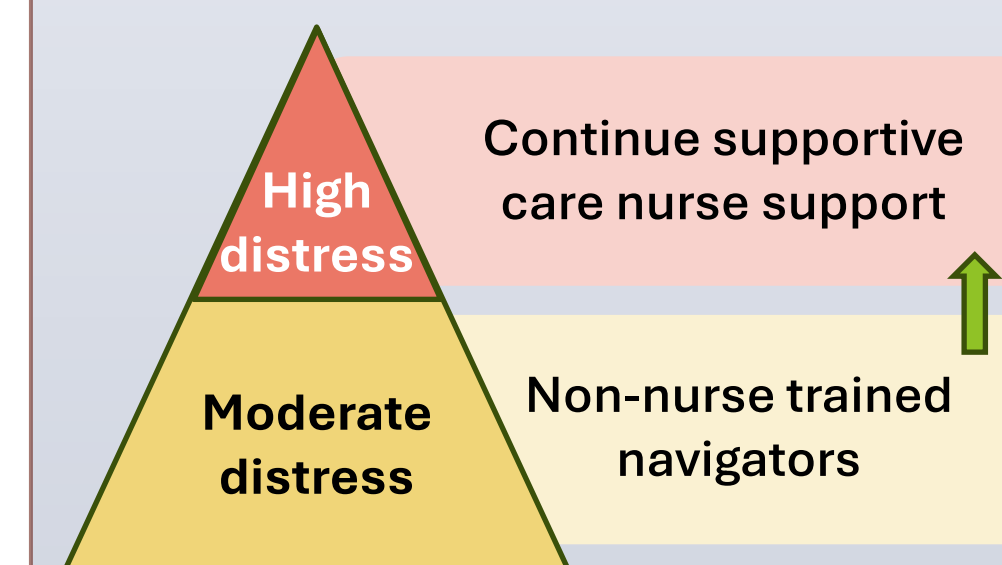 Continue supportive
care nurse support
High
distress
Non-nurse trained
navigators
Moderate
distress